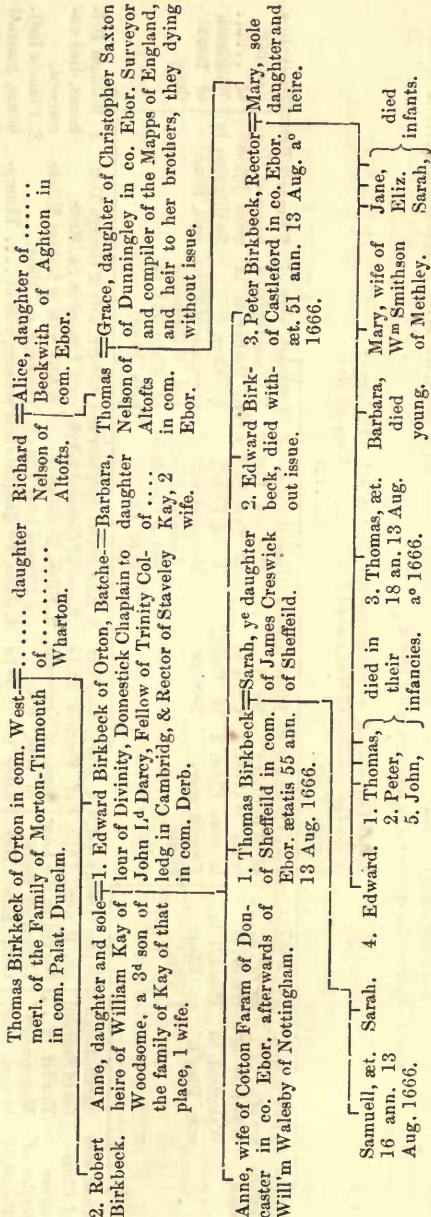 Thomas Birkkeck of Orton in com. West-=...... daughter
merl. of the Family of Morton-Tinmouth of ..........
in com. Palat. Dunelm. Wharton.
Richard =Alice, daughter of ......
Nelson of Beckwith of Aghton in
Altofts. com. Ebor.
2. Robert
Birkbeck.
Anne, daughter and sole=1. Edward Birkbeck of Orton, Batche-=Barbara,
heire of William Kay of lour of Divinity, Domestick Chaplain to daughter
Woodsome, a 3d son of John Ld Darcy, Fellow of Trinity Col- of ....
the family of Kay of that ledg in Cambridg, & Rector of Staveley Kay, 2
place, 1 wife. in com. Derb. wife.
Thomas =Grace, daughter of Christopher Saxton
Nelson of of Dunningley in co. Ebor. Surveyor
Altofts and compiler of the Mapps of England,
in com. and heir to her brothers, they dying
Ebor. without issue.
Anne, wife of Cotton Faram of Don-
caster in co. Ebor. afterwards of
Will'm Walesby of Nottingham.
1. Thomas Birkbeck=Sarah, ye daughter
of Sheffeild in com. of James Creswick
Ebor. ætatis 55 ann. of Sheffeild.
13 Aug. 1666.
2. Edward Birk-
beck, died with-
out issue.
3. Peter Birkbeck, Rector=Mary, sole
of Castleford in co. Ebor. daughter and
æt. 51 ann. 13 Aug. ao heire.
1666.
Samuell, æt. Sarah.
16 ann. 13
Aug. 1666.
4. Edward.
1. Thomas, } died in
2. Peter, their
5. John, infancies.
3. Thomas, æt.
18 an. 13 Aug.
ao 1666.
Barbara,
died
young.
Mary, wife of
Wm Smithson
of Methley.
Jane, } died
Eliz. infants.
Sarah,